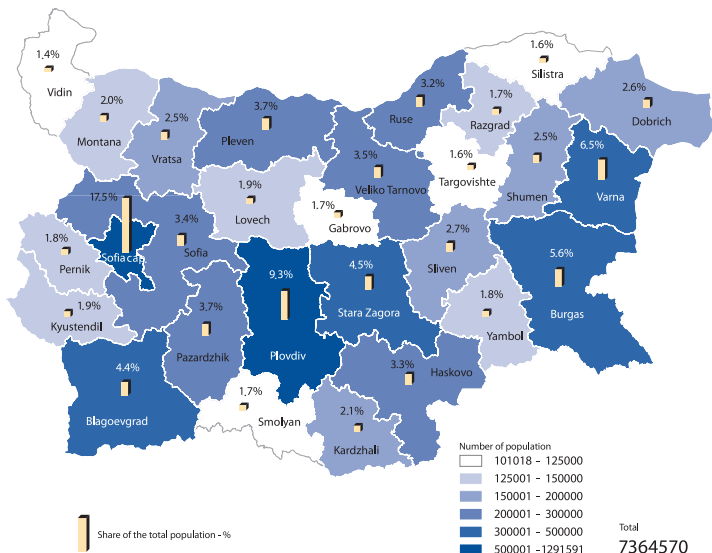 1.4%
Vidin
2.0%
Montana
2,5%
Vratsa
3.7%
Pleven
3.2%
Ruse
1.6%
Silistra
1.7%
Razgrad
2.6%
Dobrich
2.5%
Shumen
6.5%
Varna
1.6%
Targovishte
3.5%
Veliko Tarnovo
1.9%
Lovech
1.7%
Gabrovo
17,5%
Sofia cap.
3.4%
Sofia
1.8%
Pernik
1.9%
Kyustendil
3.7%
Pazardzhik
9,3%
Plovdiv
4,5%
Stara Zagora
2.7%
Sliven
1.8%
Yambol
5.6%
Burgas
4.4%
Blagoevgrad
1.7%
Smolyan
3.3%
Haskovo
2.1%
Kardzhali
Number of population
101018 - 125000
125001 - 150000
150001 - 200000
200001 - 300000
300001 - 500000
500001 -1291591
Share of the total population - %
Total
7364570